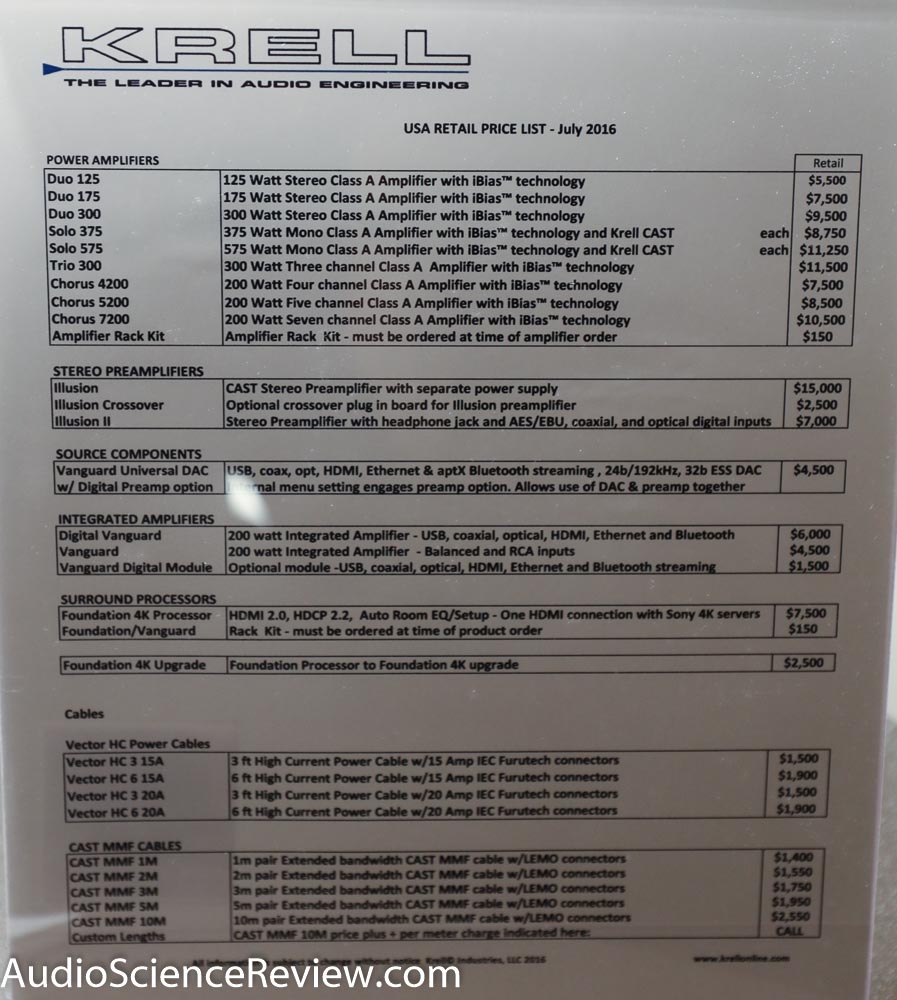 KRELL
THE LEADER IN AUDIO ENGINEERING
USA RETAIL PRICE LIST - July 2016
POWER AMPLIFIERS Retail
Duo 125 125 Watt Stereo Class A Amplifier with iBias™ technology $5,500
Duo 175 175 Watt Stereo Class A Amplifier with iBias™ technology $7,500
Duo 300 300 Watt Stereo Class A Amplifier with iBias™ technology $9,500
Solo 375 375 Watt Mono Class A Amplifier with iBias™ technology and Krell CAST each $8,750
Solo 575 575 Watt Mono Class A Amplifier with iBias™ technology and Krell CAST each $11,250
Trio 300 300 Watt Three channel Class A Amplifier with iBias™ technology $11,500
Chorus 4200 200 Watt Four channel Class A Amplifier with iBias™ technology $7,500
Chorus 5200 200 Watt Five channel Class A Amplifier with iBias™ technology $8,500
Chorus 7200 200 Watt Seven channel Class A Amplifier with iBias™ technology $10,500
Amplifier Rack Kit Amplifier Rack Kit - must be ordered at time of amplifier order $150
STEREO PREAMPLIFIERS
Illusion CAST Stereo Preamplifier with separate power supply $15,000
Illusion Crossover Optional crossover plug in board for Illusion preamplifier $2,500
Illusion II Stereo Preamplifier with headphone jack and AES/EBU, coaxial, and optical digital inputs $7,000
SOURCE COMPONENTS
Vanguard Universal DAC USB, coax, opt, HDMI, Ethernet & aptX Bluetooth streaming , 24b/192kHz, 32b ESS DAC $4,500
w/ Digital Preamp option menu setting engages preamp option. Allows use of DAC & preamp together
INTEGRATED AMPLIFIERS
Digital Vanguard 200 watt Integrated Amplifier - USB, coaxial, optical, HDMI, Ethernet and Bluetooth $6,000
Vanguard 200 watt Integrated Amplifier - Balanced and RCA inputs $4,500
Vanguard Digital Module Optional module -USB, coaxial, optical, HDMI, Ethernet and Bluetooth streaming $1,500
SURROUND PROCESSORS
Foundation 4K Processor HDMI 2.0, HDCP 2.2, Auto Room EQ/Setup - One HDMI connection with Sony 4K servers $7,500
Foundation/Vanguard Rack Kit - must be ordered at time of product order $150
Foundation 4K Upgrade Foundation Processor to Foundation 4K upgrade $2,500
Cables
Vector HC Power Cables
Vector HC 3 15A 3 ft High Current Power Cable w/15 Amp IEC Furutech connectors $1,500
Vector HC 6 15A 6 ft High Current Power Cable w/15 Amp IEC Furutech connectors $1,900
Vector HC 3 20A 3 ft High Current Power Cable w/20 Amp IEC Furutech connectors $1,500
Vector HC 6 20A 6 ft High Current Power Cable w/20 Amp IEC Furutech connectors $1,900
CAST MMF CABLES
CAST MMF 1M 1m pair Extended bandwidth CAST MMF cable w/LEMO connectors $1,400
CAST MMF 2M 2m pair Extended bandwidth CAST MMF cable w/LEMO connectors $1,550
CAST MMF 3M 3m pair Extended bandwidth CAST MMF cable w/LEMO connectors $1,750
CAST MMF 5M 5m pair Extended bandwidth CAST MMF cable w/LEMO connectors $1,950
CAST MMF 10M 10m pair Extended bandwidth CAST MMF cable w/LEMO connectors $2,550
Custom Lengths CAST MMF 10M price plus + per meter charge indicated here: CALL
subject to change without notice Krell® Industries, LLC 2016 www.krellonline.com
AudioScienceReview.com